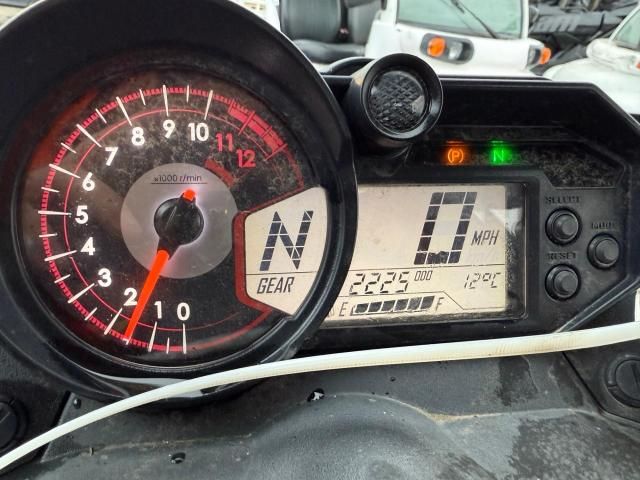 0
1
2
3
4
5
6
7
8
9
10
11
12
x1000 r/min
N
GEAR
P
N
0 MPH
2225 000 12°C
E F
SELECT
MODE
RESET